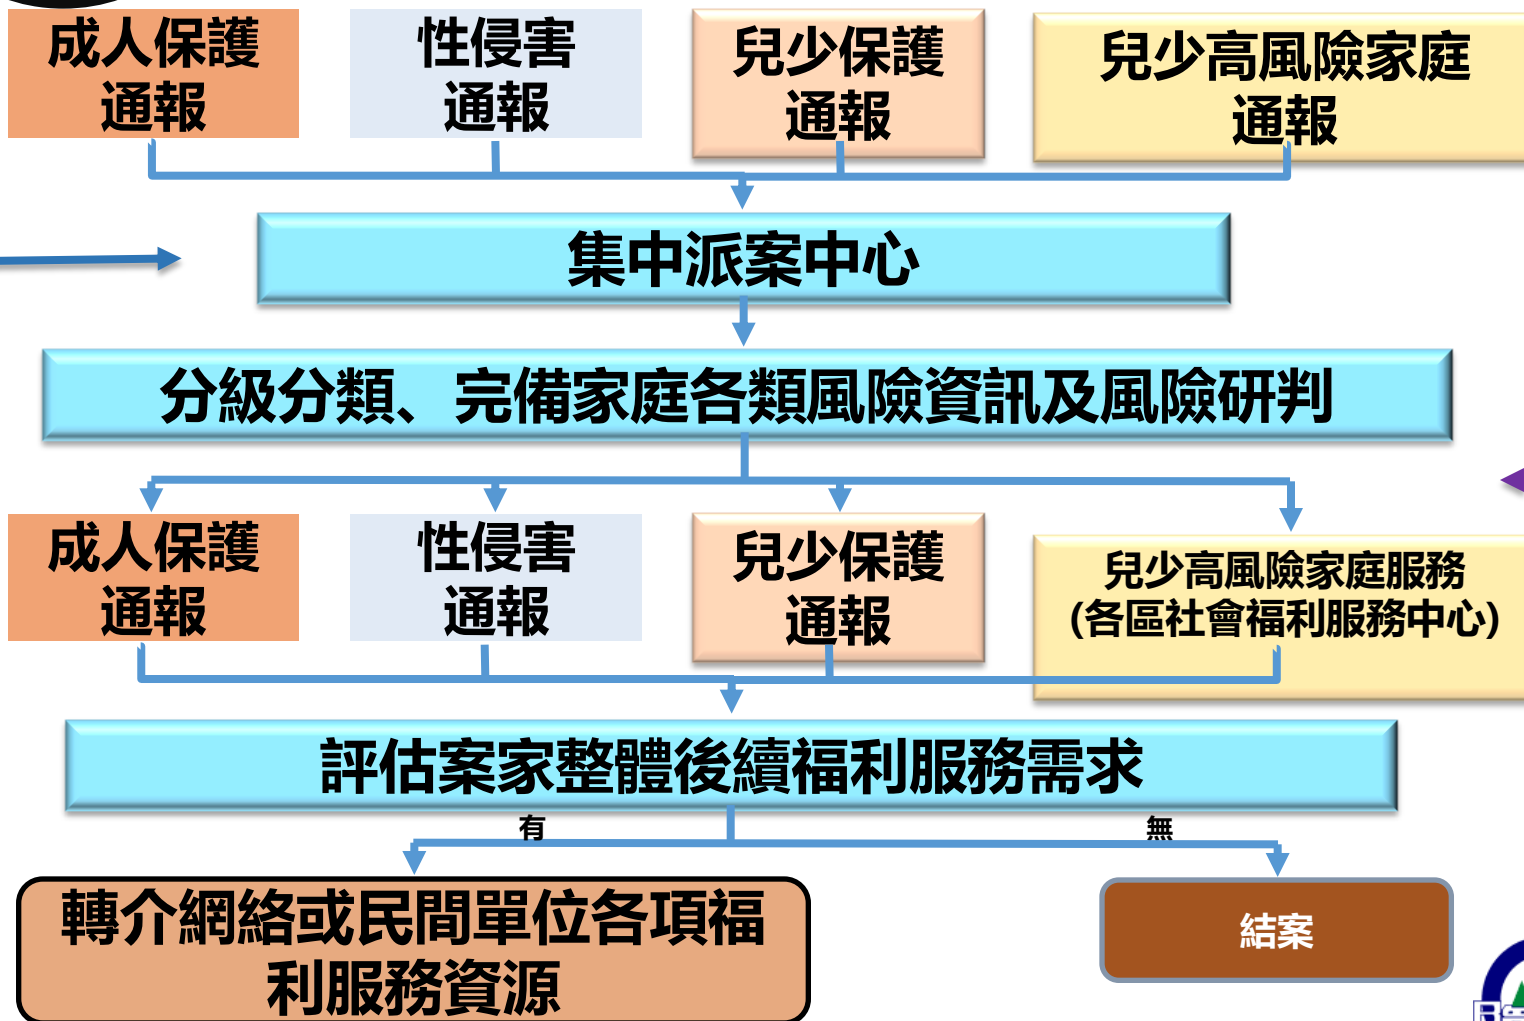 成人保護
通報
性侵害
通報
兒少保護
通報
兒少高風險家庭
通報
集中派案中心
分級分類、完備家庭各類風險資訊及風險研判
成人保護
通報
性侵害
通報
兒少保護
通報
兒少高風險家庭服務
(各區社會福利服務中心)
評估案家整體後續福利服務需求
有
無
轉介網絡或民間單位各項福
利服務資源
結案